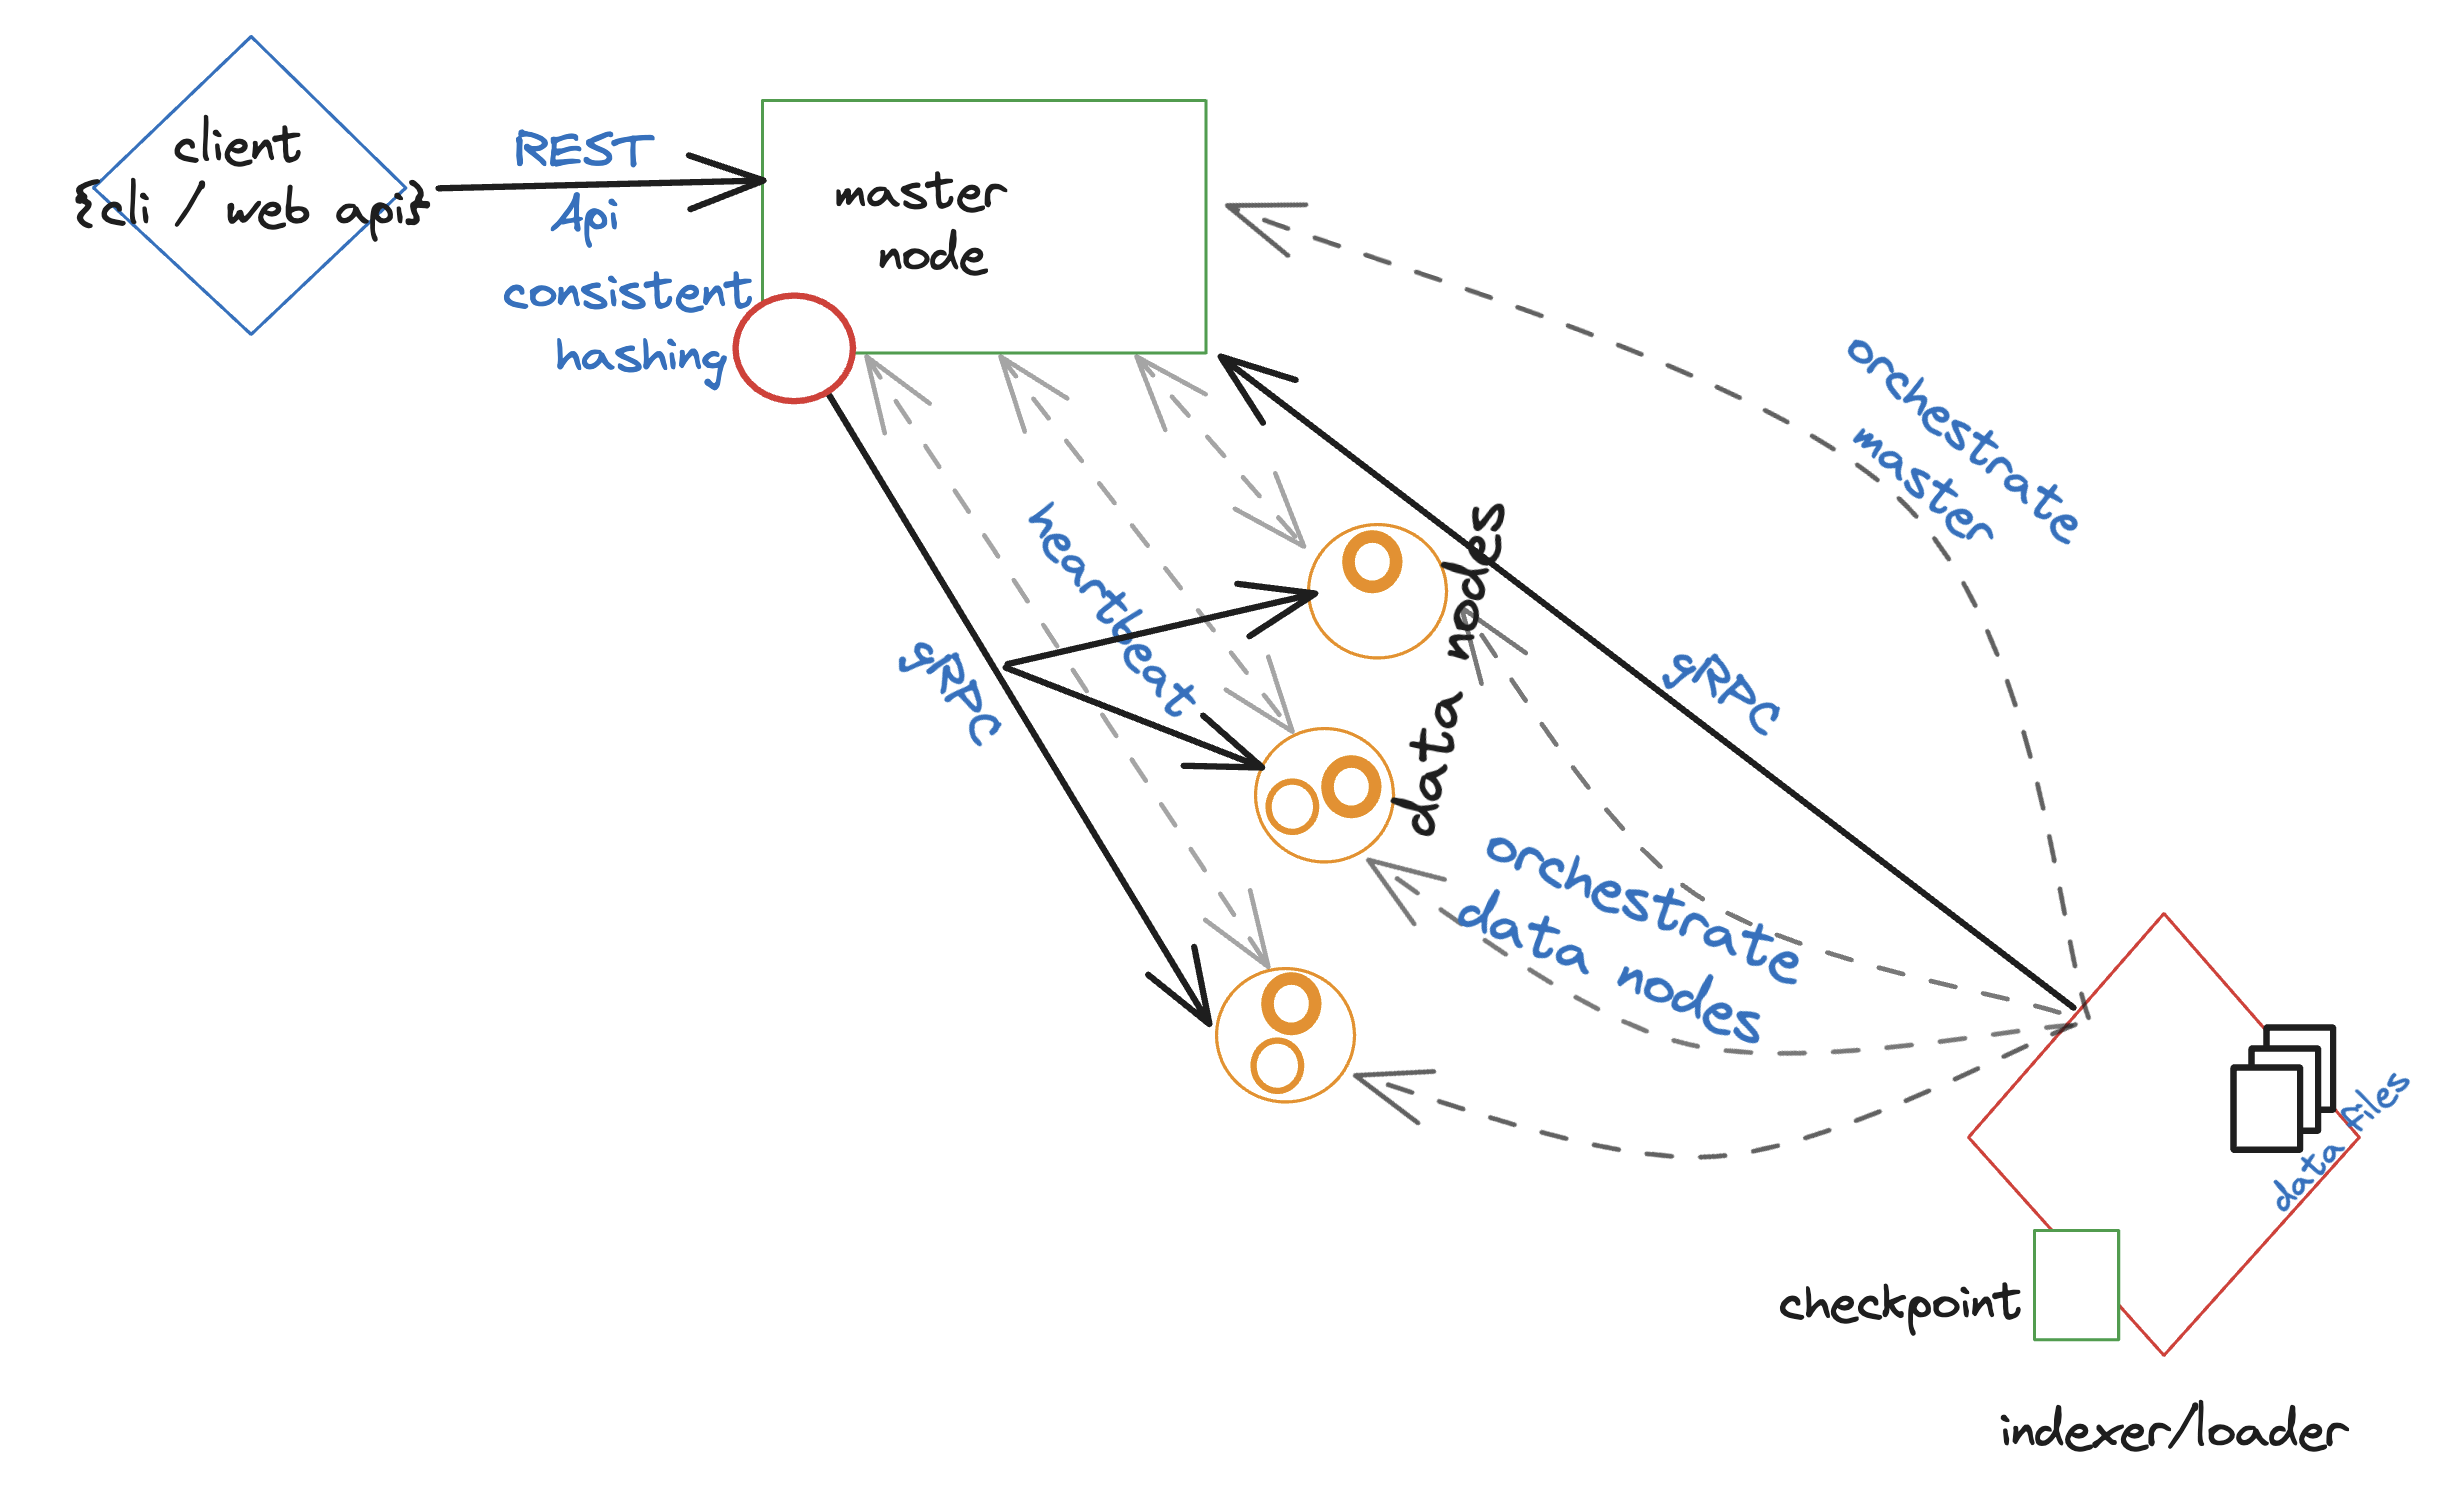 client
{cli / web api}
REST
Api
master
node
consistent
hashing
orchestrate
master
heartbeat
gRPC
data nodes
gRPC
orchestrate
data nodes
data files
checkpoint
indexer/loader